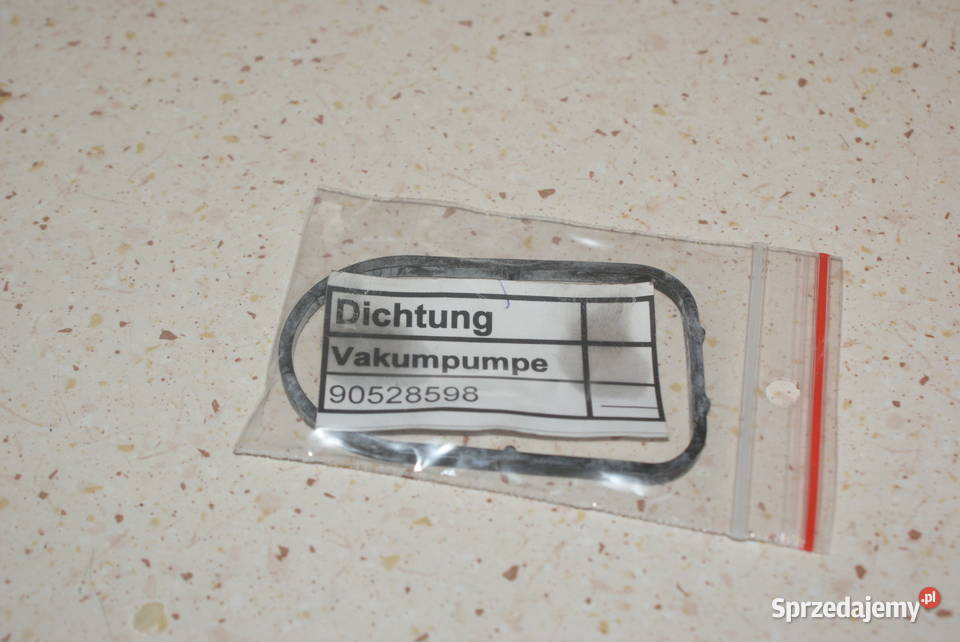 Dichtung
Vakumpumpe
90528598
Sprzedajemy.pl